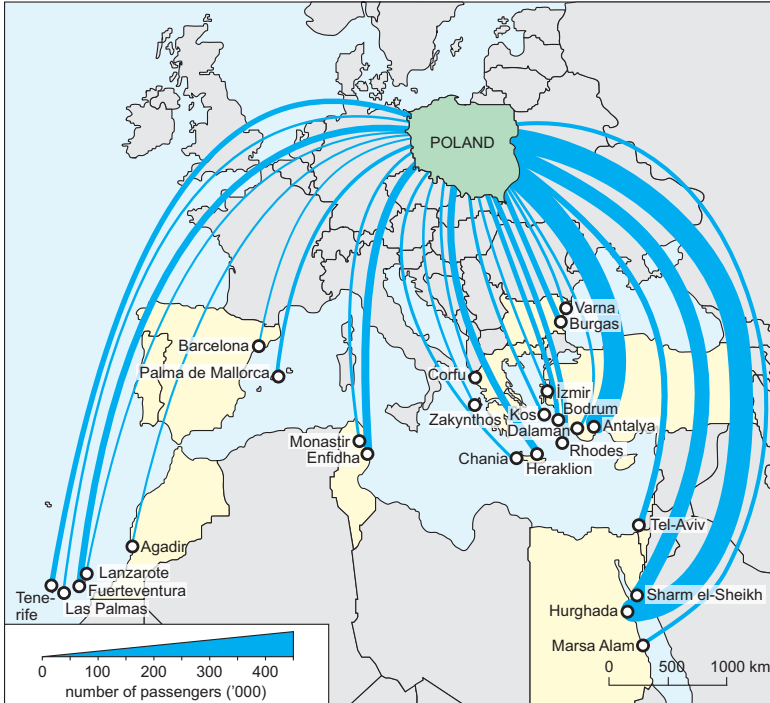 POLAND
Varna
Burgas
Barcelona
Palma de Mallorca
Corfu
İzmir
Bodrum
Zakynthos
Kos
Dalaman
Antalya
Monastir
Enfidha
Rhodes
Chania
Heraklion
Agadir
Tel-Aviv
Lanzarote
Fuerteventura
Tene-
rife
Las Palmas
Sharm el-Sheikh
Hurghada
Marsa Alam
0 100 200 300 400
number of passengers ('000)
0 500 1000 km